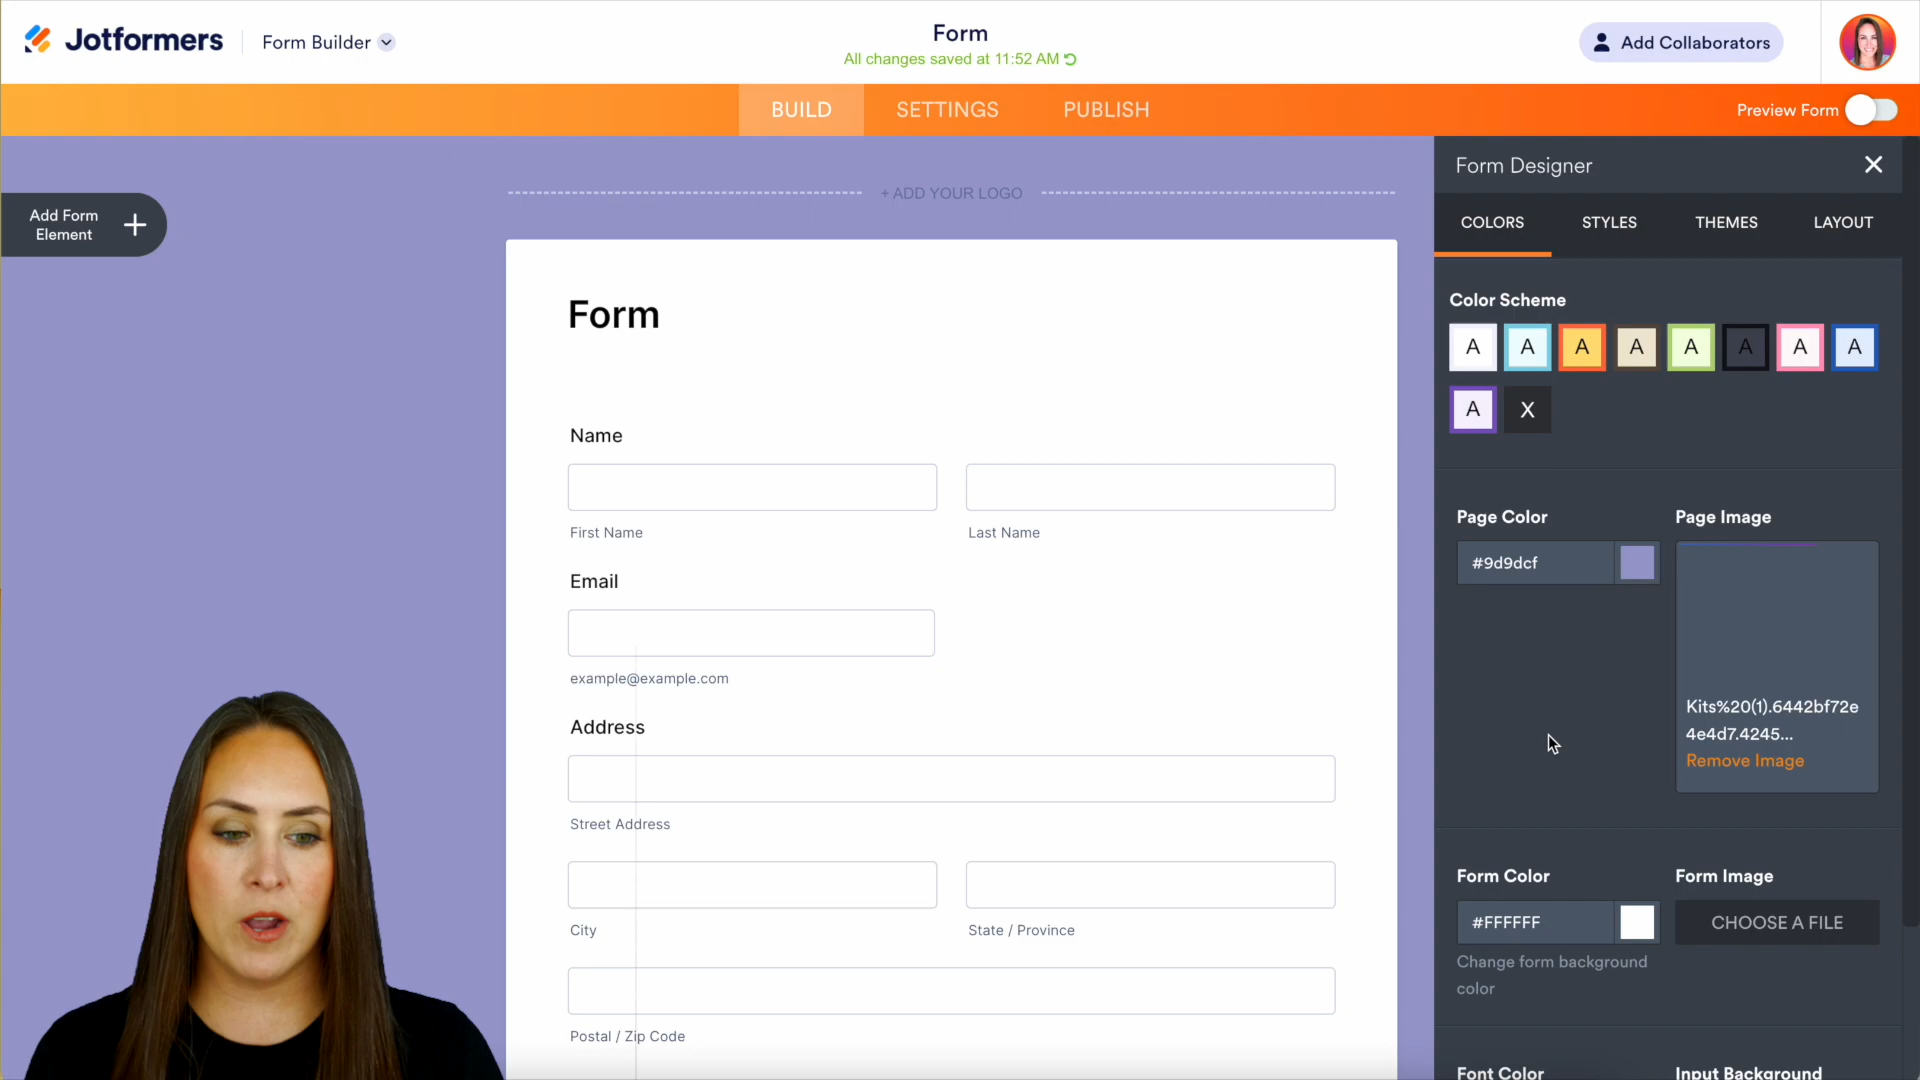 Jotformers
Form Builder
Form
All changes saved at 11:52 AM
Add Collaborators
BUILD
SETTINGS
PUBLISH
Preview Form
Add Form
Element
+ ADD YOUR LOGO
Form
Name
First Name
Last Name
Email
example@example.com
Address
Street Address
City
State / Province
Postal / Zip Code
Form Designer
COLORS
STYLES
THEMES
LAYOUT
Color Scheme
A A A A A A A A
A X
Page Color
Page Image
#9d9dcf
Kits%20(1).6442bf72e
4e4d7.4245...
Remove Image
Form Color
Form Image
#FFFFFF
CHOOSE A FILE
Change form background
color
Font Color
Input Background